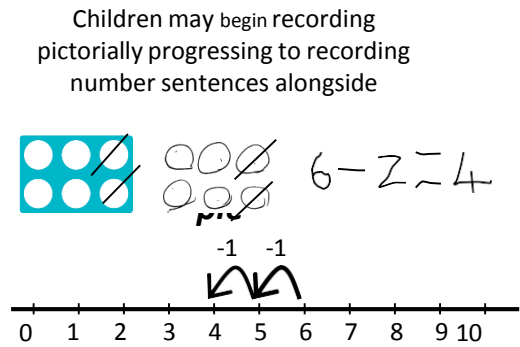 Children may begin recording
pictorially progressing to recording
number sentences alongside
6 - 2 = 4
-1 -1
0 1 2 3 4 5 6 7 8 9 10